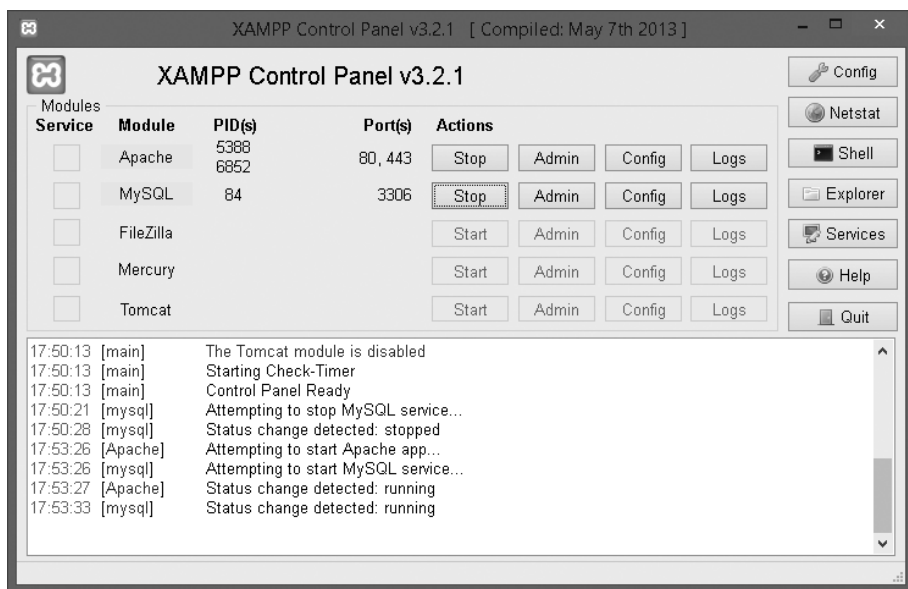 XAMPP Control Panel v3.2.1 [ Compiled: May 7th 2013 ]
XAMPP Control Panel v3.2.1
Config
Modules
Service Module PID(s) Port(s) Actions
Netstat
Apache 5388 6852 80, 443 Stop Admin Config Logs
Shell
MySQL 84 3306 Stop Admin Config Logs
Explorer
FileZilla Start Admin Config Logs
Services
Mercury Start Admin Config Logs
Help
Tomcat Start Admin Config Logs
Quit
17:50:13 [main] The Tomcat module is disabled
17:50:13 [main] Starting Check-Timer
17:50:13 [main] Control Panel Ready
17:50:21 [mysql] Attempting to stop MySQL service...
17:50:28 [mysql] Status change detected: stopped
17:53:26 [Apache] Attempting to start Apache app...
17:53:26 [mysql] Attempting to start MySQL service...
17:53:27 [Apache] Status change detected: running
17:53:33 [mysql] Status change detected: running